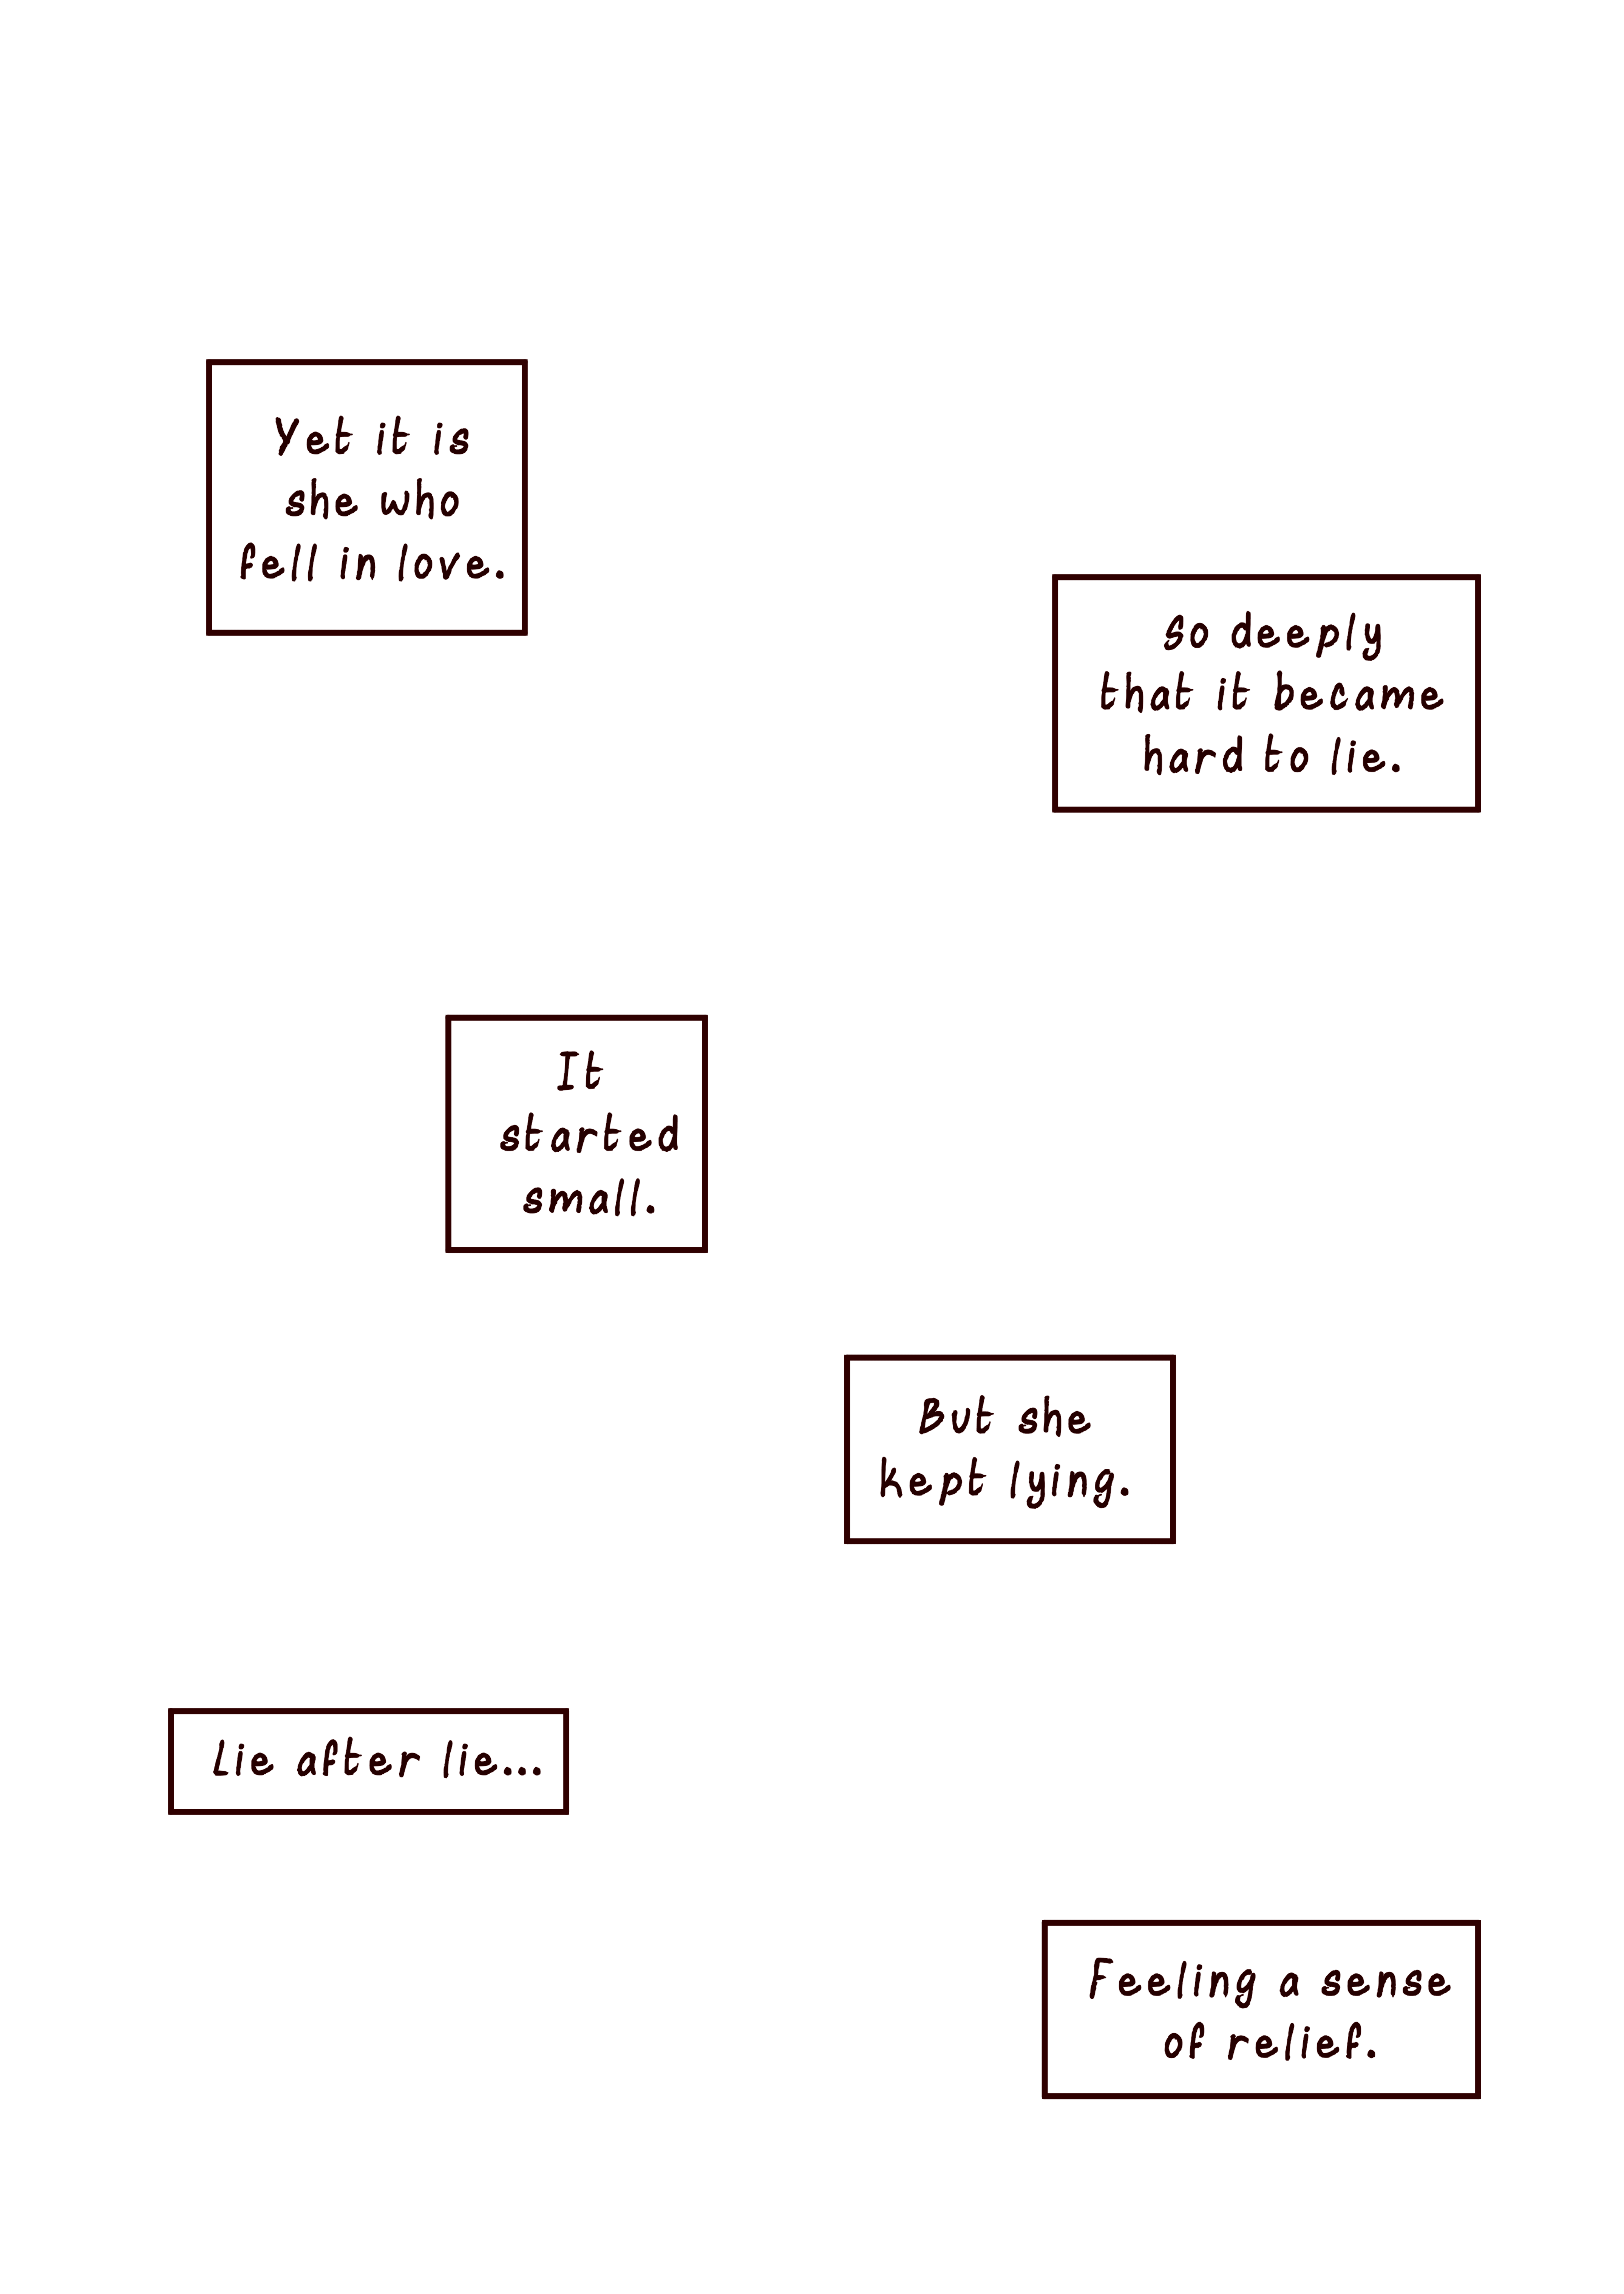 Yet it is
she who
fell in love.
So deeply
that it became
hard to lie.
It
started
small.
But she
kept lying.
Lie after lie...
Feeling a sense
of relief.